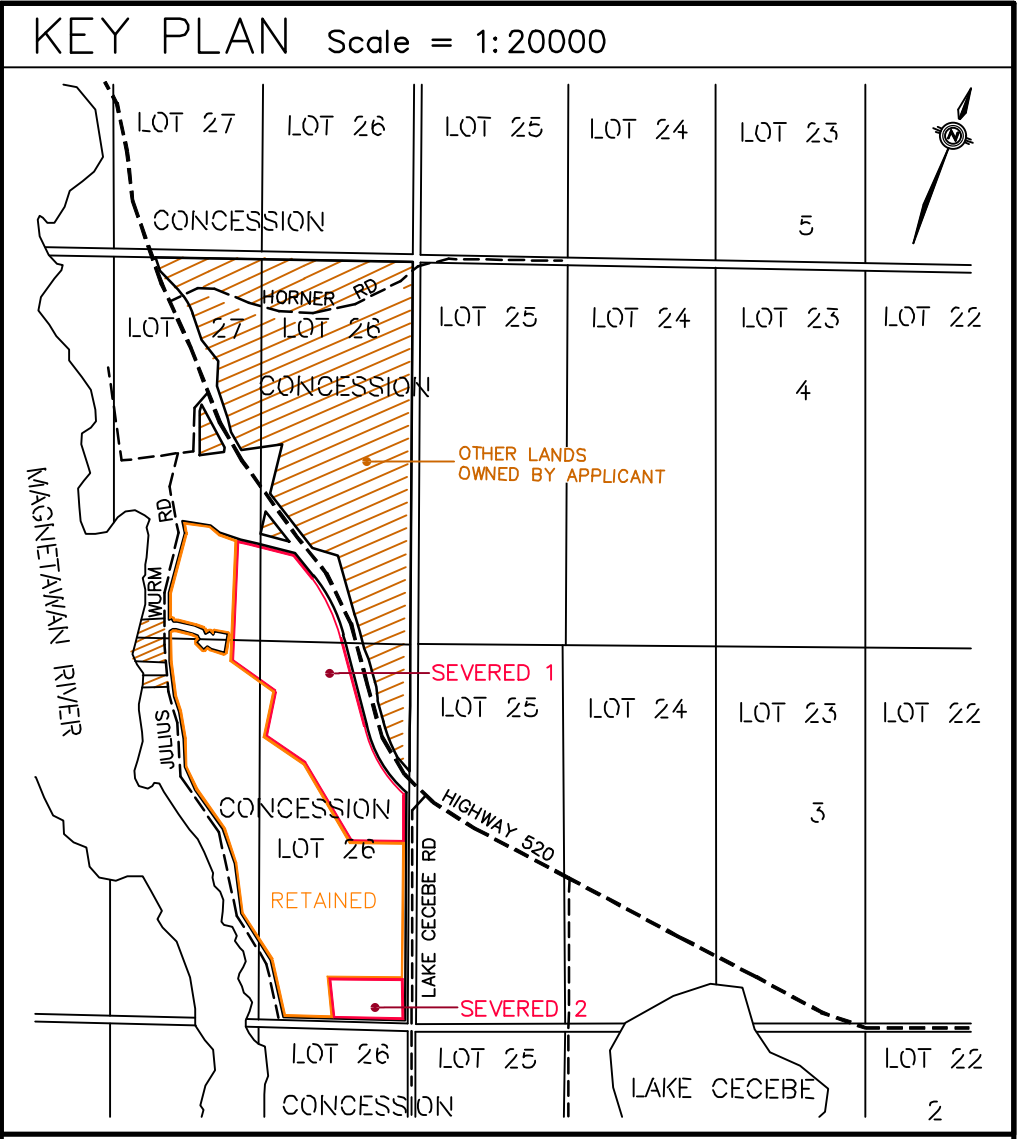 KEY PLAN Scale = 1:20000
LOT 27 LOT 26 LOT 25 LOT 24 LOT 23
N
CONCESSION 5
HORNER RD
LOT 27 LOT 26 LOT 25 LOT 24 LOT 23 LOT 22
CONCESSION 4
OTHER LANDS
OWNED BY APPLICANT
MAGNETAWAN RIVER
JULIUS WURM RD
SEVERED 1
LOT 25 LOT 24 LOT 23 LOT 22
CONCESSION 3
HIGHWAY 520
LOT 26
RETAINED
LAKE CECEBE RD
SEVERED 2
LOT 26 LOT 25 LOT 22
LAKE CECEBE
CONCESSION 2